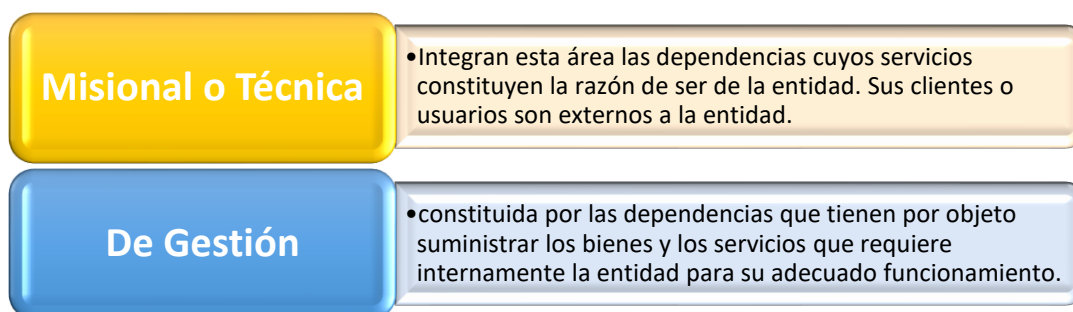 Misional o Técnica
•Integran esta área las dependencias cuyos servicios
constituyen la razón de ser de la entidad. Sus clientes o
usuarios son externos a la entidad.
De Gestión
•constituida por las dependencias que tienen por objeto
suministrar los bienes y los servicios que requiere
internamente la entidad para su adecuado funcionamiento.